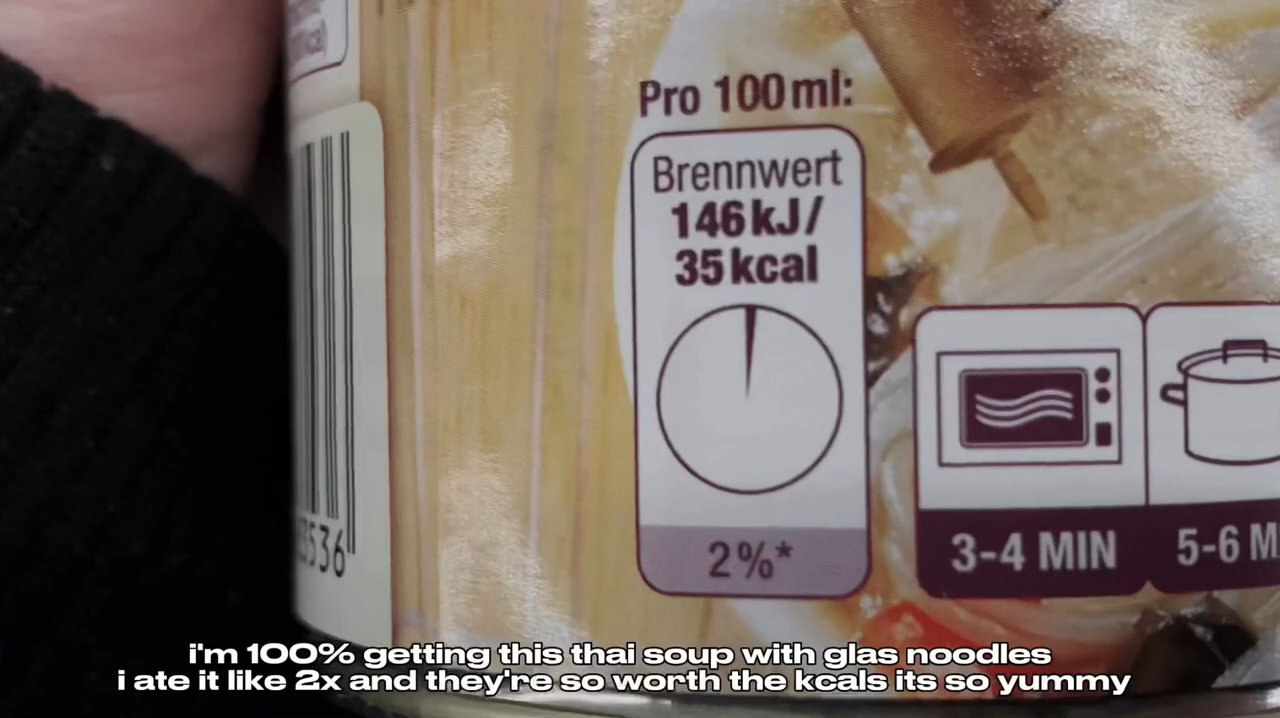 Pro 100 ml:
Brennwert
146 kJ/
35 kcal
2%*
3-4 MIN
5-6 M
3536
i'm 100% getting this thai soup with glas noodles
i ate it like 2x and they're so worth the kcals its so yummy